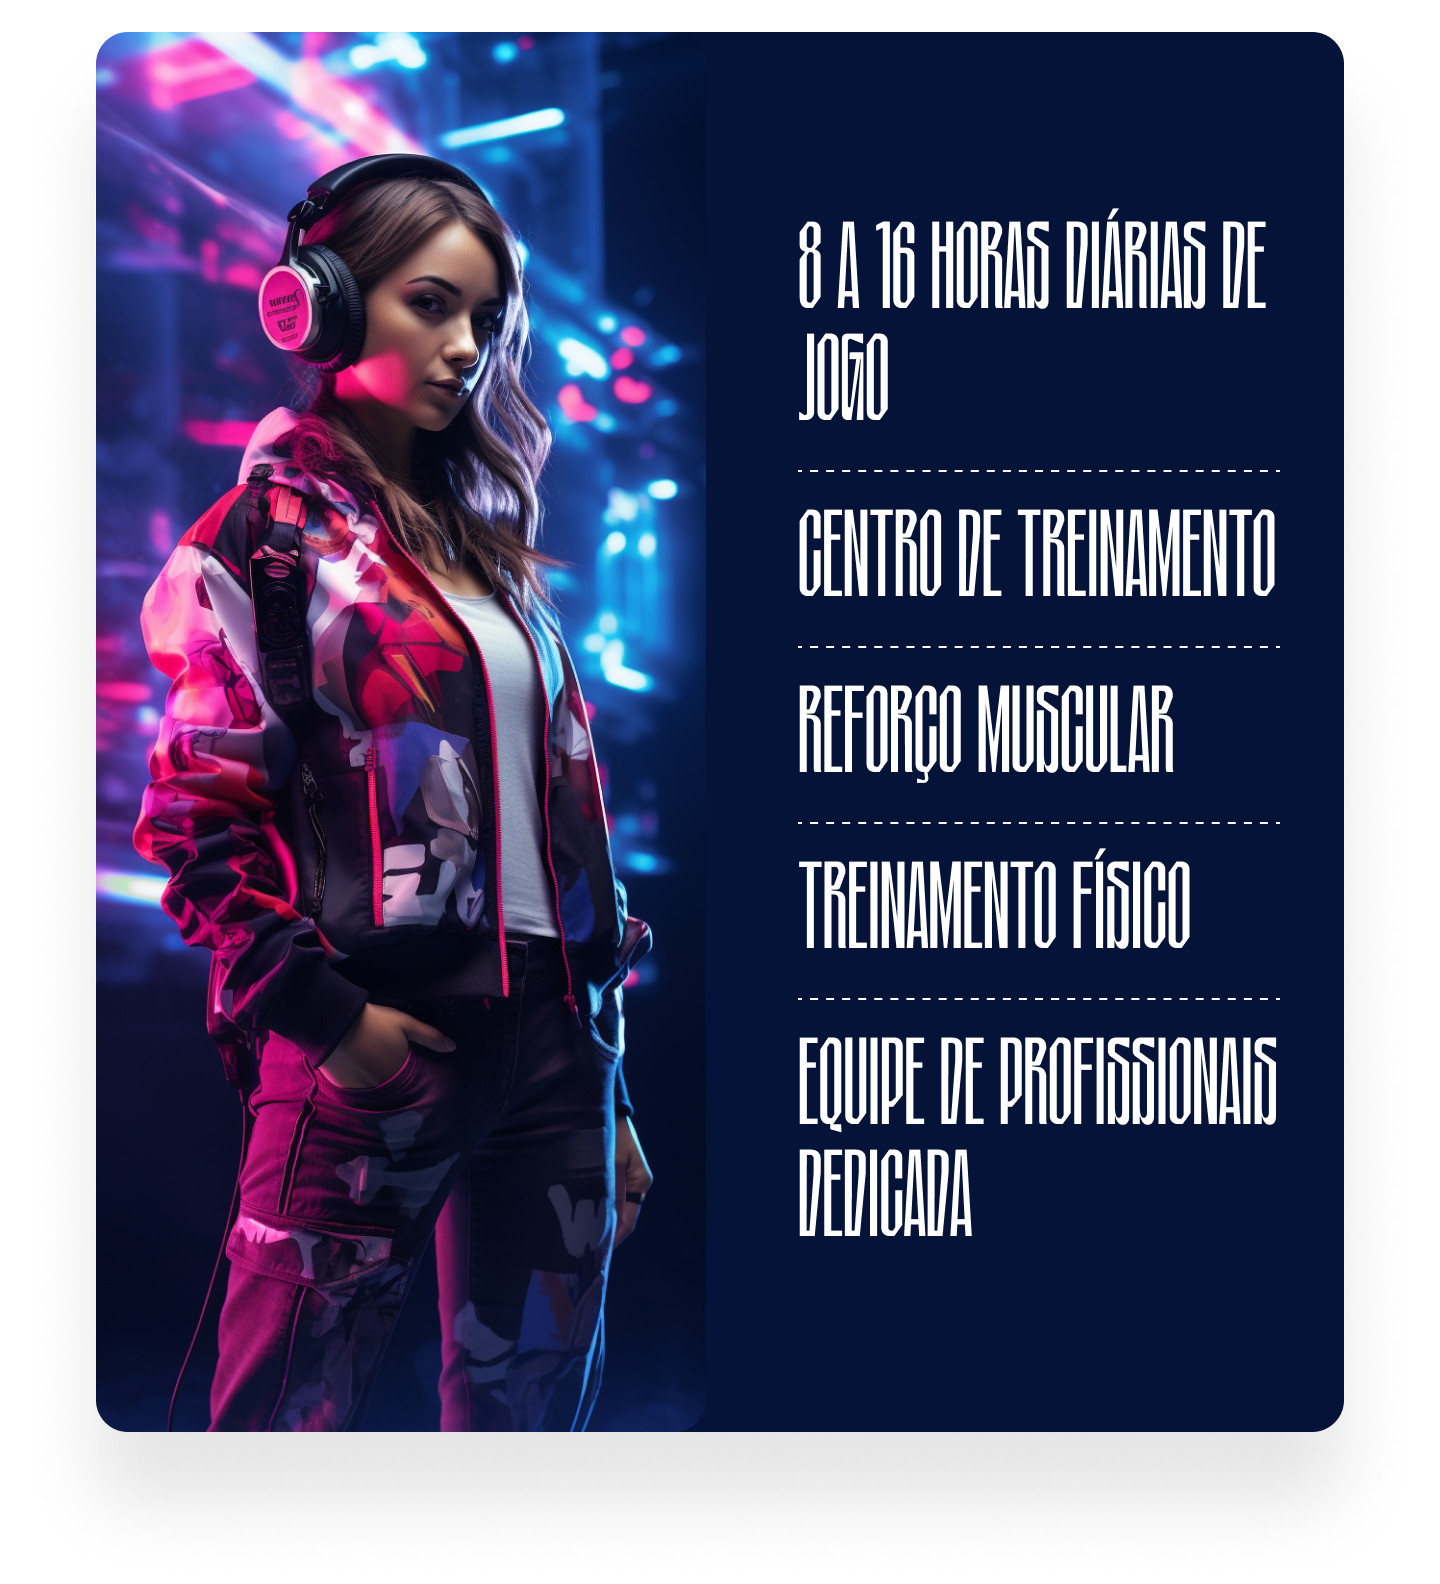 8 A 16 HORAS DIÁRIAS DE
JOGO
CENTRO DE TREINAMENTO
REFORÇO MUSCULAR
TREINAMENTO FÍSICO
EQUIPE DE PROFISSIONAIS
DEDICADA